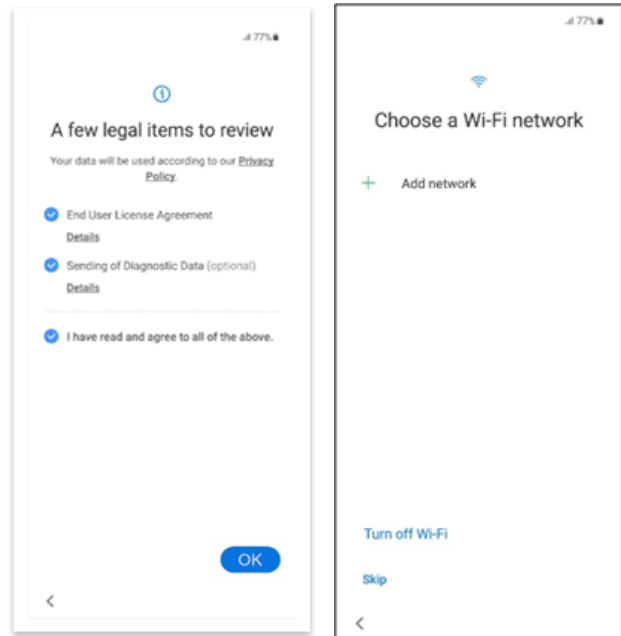 77%
A few legal items to review
Your data will be used according to our Privacy
Policy.
End User License Agreement
Details
Sending of Diagnostic Data (optional)
Details
I have read and agree to all of the above.
OK
77%
Choose a Wi-Fi network
Add network
Turn off Wi-Fi
Skip